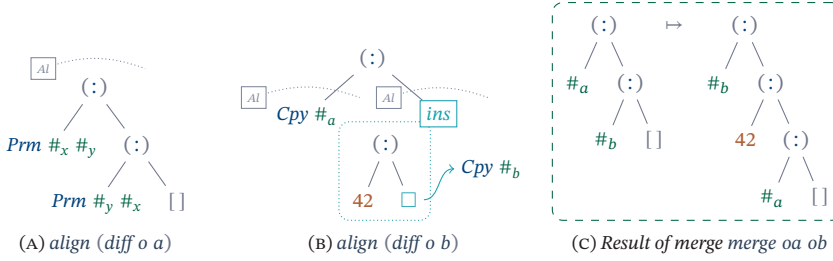 Al
(:)
Prm #x #y
(:)
Prm #y #x
[]
(A) align (diff o a)
(:)
Al
Al
Cpy #a
ins
(:)
Cpy #b
42
(B) align (diff o b)
(:) ↦ (:)
#a (:) #b (:)
#b [] 42 (:)
#a []
(C) Result of merge merge oa ob